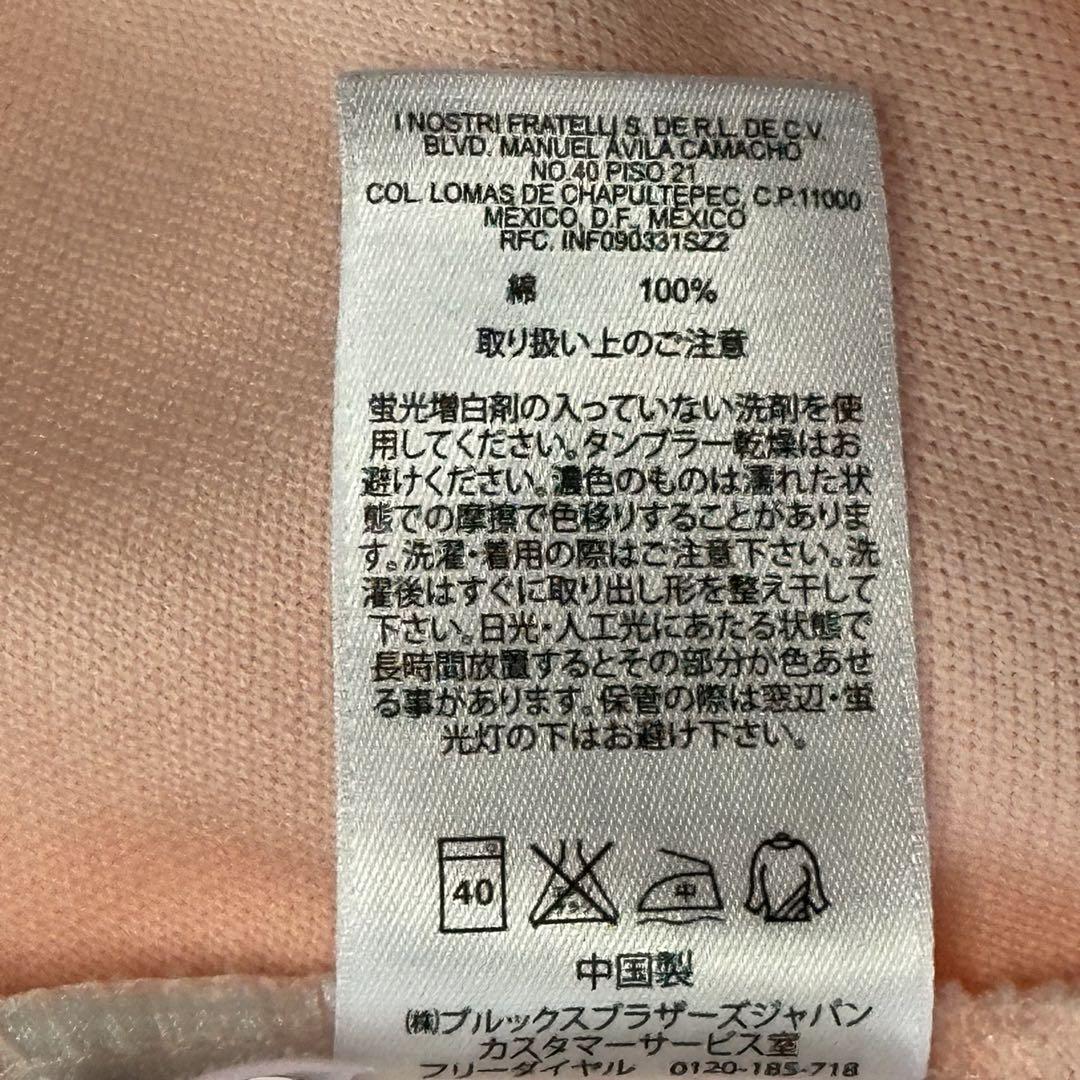 I NOSTRI FRATELLI S. DE R.L. DE C.V.
BLVD. MANUEL AVILA CAMACHO
NO.40 PISO 21
COL. LOMAS DE CHAPULTEPEC, C.P.11000
MEXICO, D.F., MEXICO
RFC. INF090331SZ2
綿 100%
取り扱い上のご注意
蛍光増白剤の入っていない洗剤を使
用してください。タンブラー乾燥はお
避けください。濃色のものは濡れた状
態での摩擦で色移りすることがありま
す。洗濯・着用の際はご注意下さい。洗
濯後はすぐに取り出し形を整え干して
下さい。日光・人工光にあたる状態で
長時間放置するとその部分が色あせ
る事があります。保管の際は窓辺・蛍
光灯の下はお避け下さい。
40 中
中国製
(株)ブルックスブラザーズジャパン
カスタマーサービス室
フリーダイヤル 0120-185-718